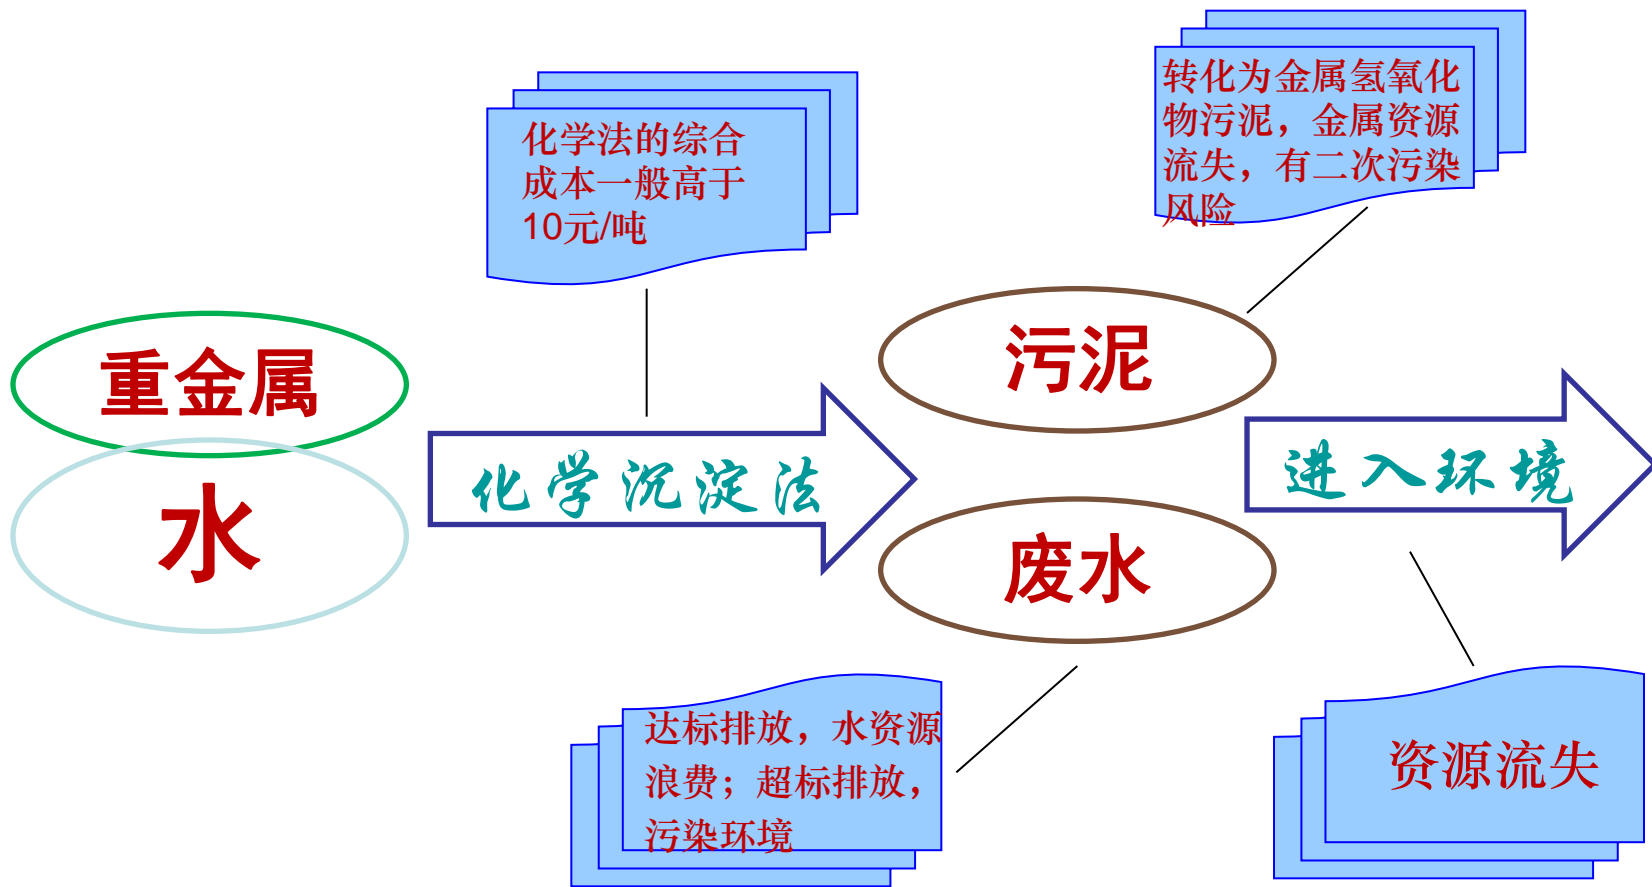 转化为金属氢氧化
物污泥，金属资源
流失，有二次污染
风险
化学法的综合
成本一般高于
10元/吨
重金属
水
化学沉淀法
污泥
废水
进入环境
达标排放，水资源
浪费；超标排放，
污染环境
资源流失